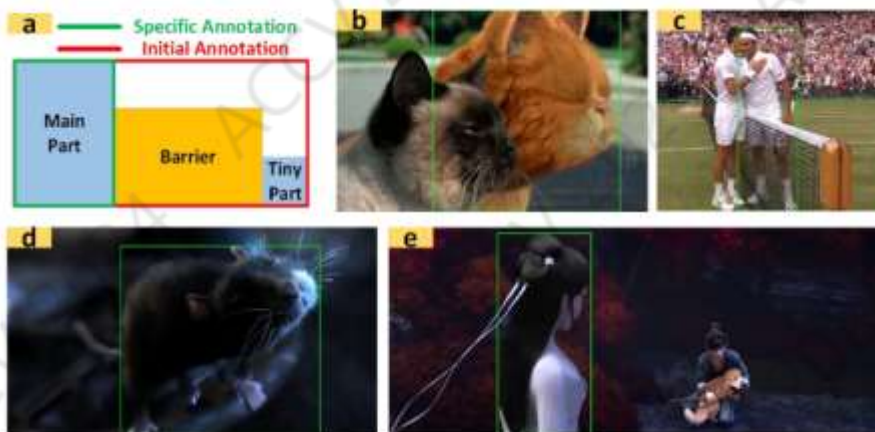 a
Specific Annotation
Initial Annotation
Main
Part
Barrier
Tiny
Part
b
c
d
e